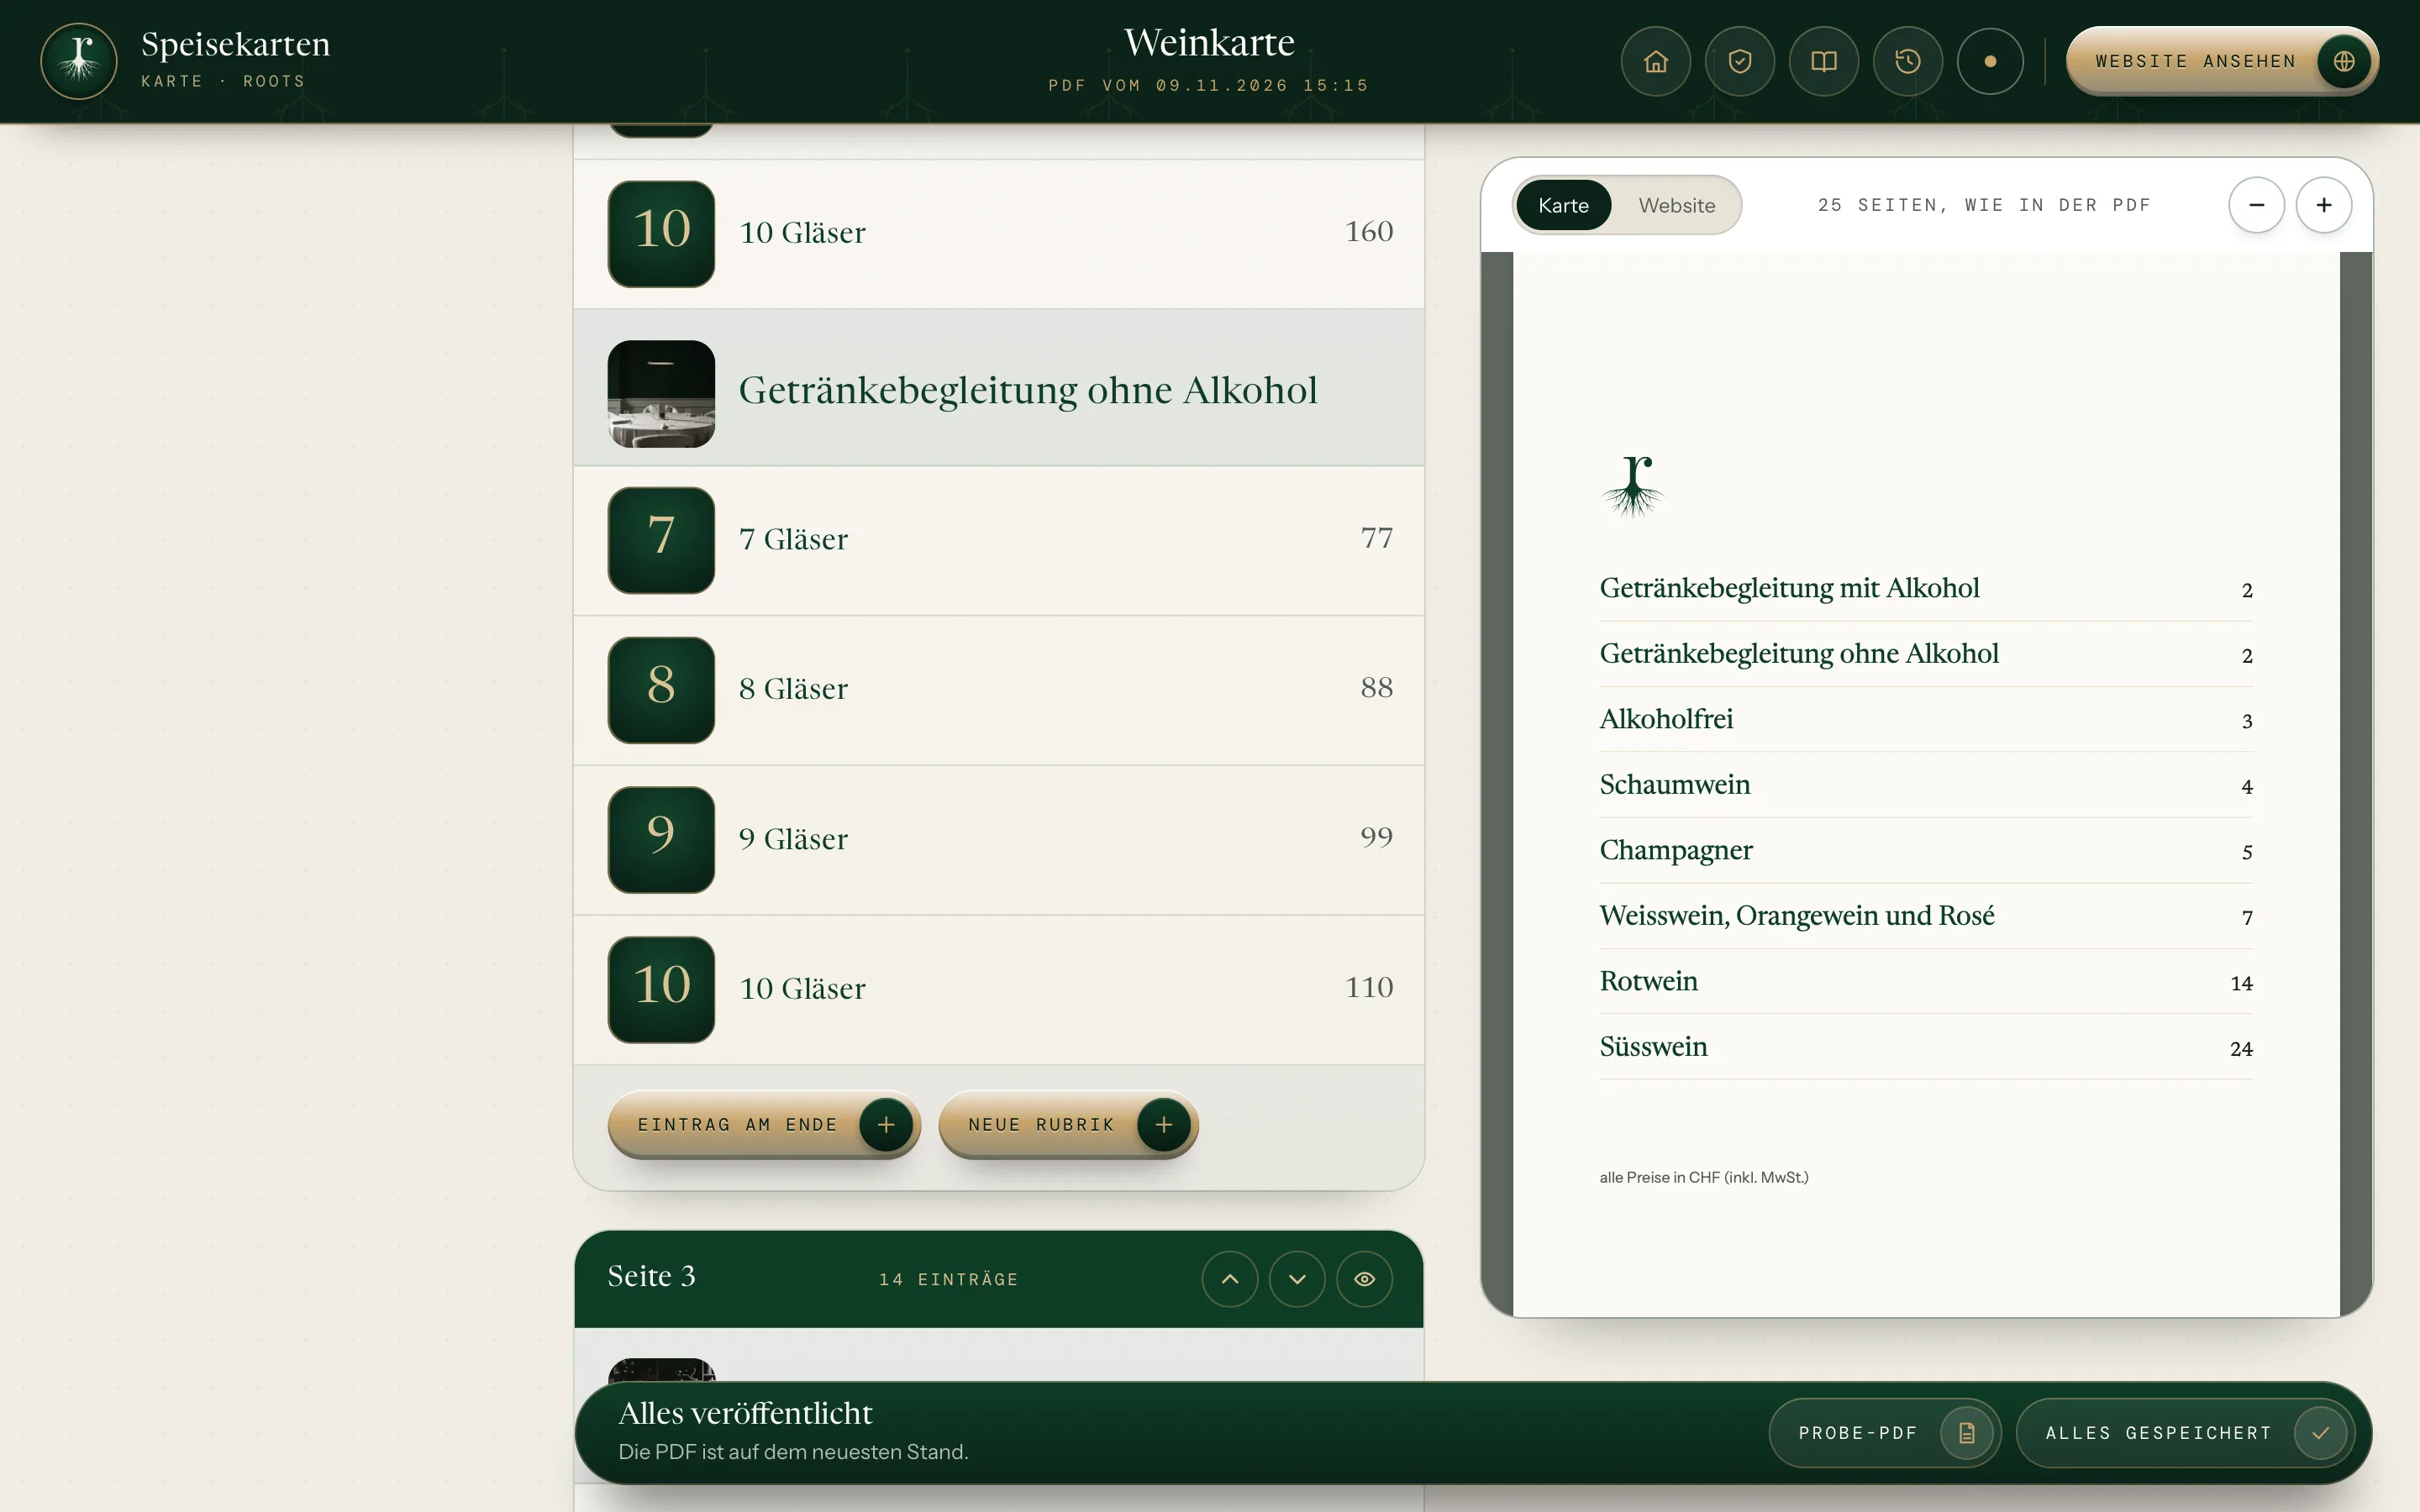 r
Speisekarten
KARTE · ROOTS
Weinkarte
PDF VOM 09.11.2026 15:15
WEBSITE ANSEHEN
10
10 Gläser
160
Getränkebegleitung ohne Alkohol
7
7 Gläser
77
8
8 Gläser
88
9
9 Gläser
99
10
10 Gläser
110
EINTRAG AM ENDE
NEUE RUBRIK
Seite 3
14 EINTRÄGE
Karte
Website
25 SEITEN, WIE IN DER PDF
r
Getränkebegleitung mit Alkohol 2
Getränkebegleitung ohne Alkohol 2
Alkoholfrei 3
Schaumwein 4
Champagner 5
Weisswein, Orangewein und Rosé 7
Rotwein 14
Süsswein 24
alle Preise in CHF (inkl. MwSt.)
Alles veröffentlicht
Die PDF ist auf dem neuesten Stand.
PROBE-PDF
ALLES GESPEICHERT